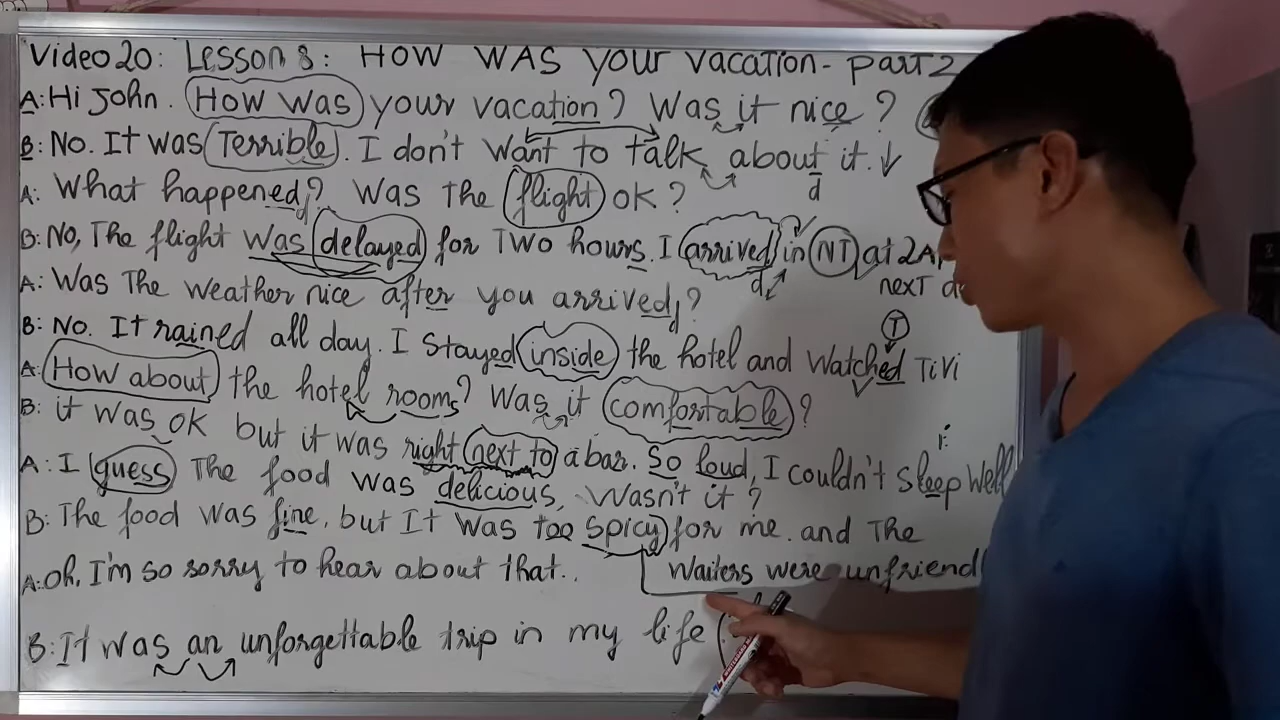 Video 20: Lesson 8: HOW WAS your vacation - part 2
A: Hi John. How was your vacation? Was it nice?
B: No. It was Terrible. I don't want to talk about it.
d
A: What happened? Was the flight OK?
d
B: No, The flight was delayed for Two hours. I arrived in NT at 2A
d
next d
A: Was The weather nice after you arrived?
d
T
B: No. It rained all day. I stayed inside the hotel and watched TiVi
A: How about the hotel rooms? Was it comfortable?
B: it was OK but it was right next to a bar. So loud, I couldn't sleep well
i:
A: I guess The food was delicious, Wasn't it?
B: The food was fine, but It was too spicy for me. and The
waiters were unfriend
A: Oh, I'm so sorry to hear about that..
B: It was an unforgettable trip in my life